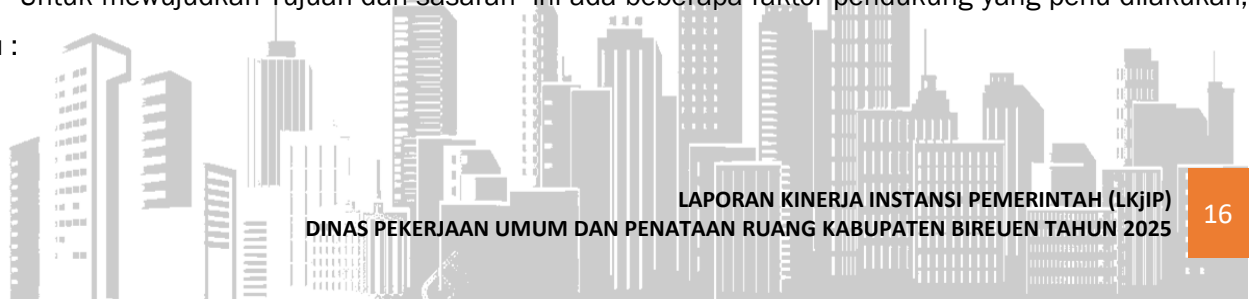 Untuk mewujudkan Tujuan dan sasaran ini ada beberapa faktor pendukung yang perlu dilakukan,
:
LAPORAN KINERJA INSTANSI PEMERINTAH (LKjIP)
DINAS PEKERJAAN UMUM DAN PENATAAN RUANG KABUPATEN BIREUEN TAHUN 2025
16